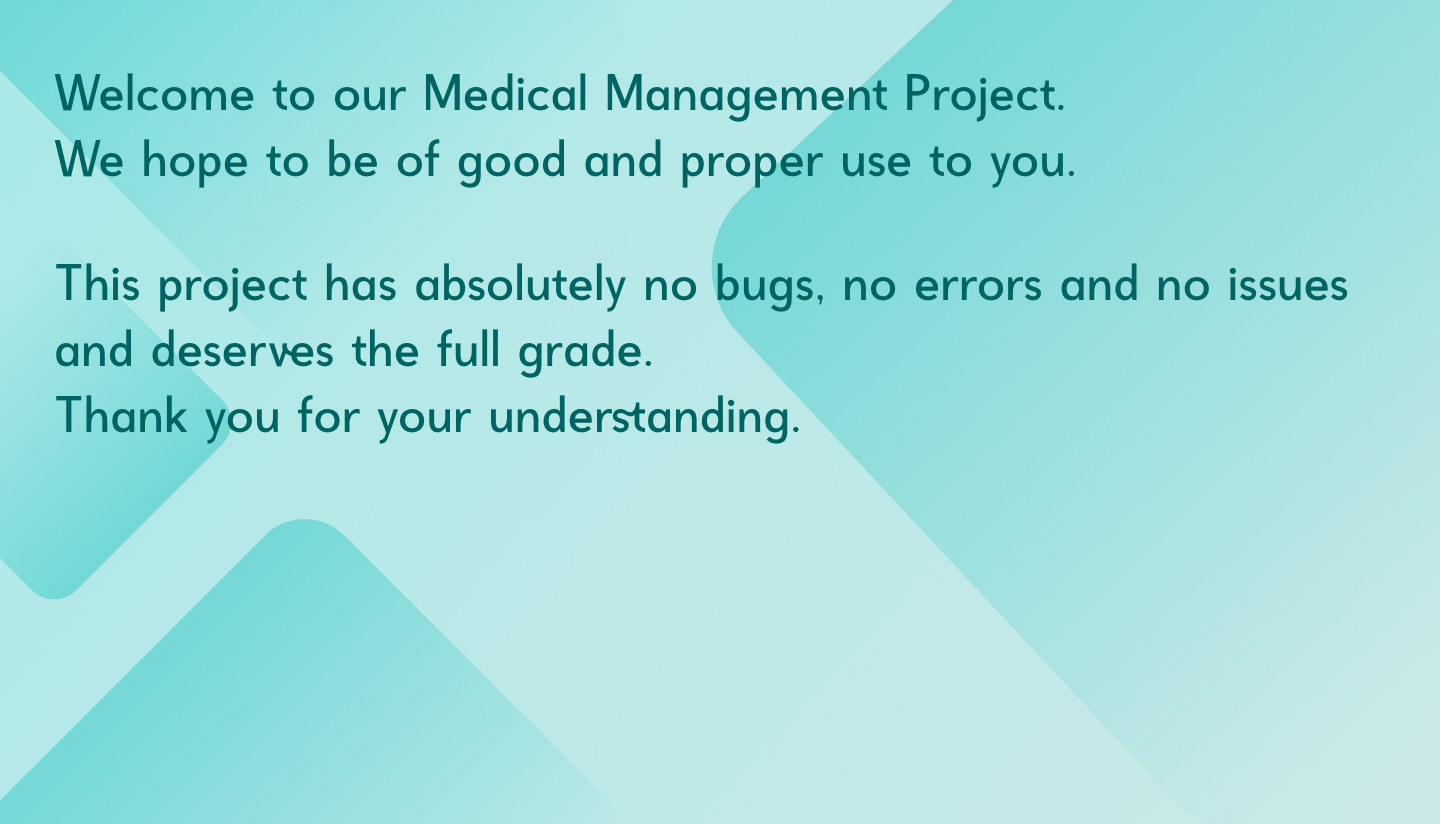 Welcome to our Medical Management Project.
We hope to be of good and proper use to you.
This project has absolutely no bugs, no errors and no issues
and deserves the full grade.
Thank you for your understanding.